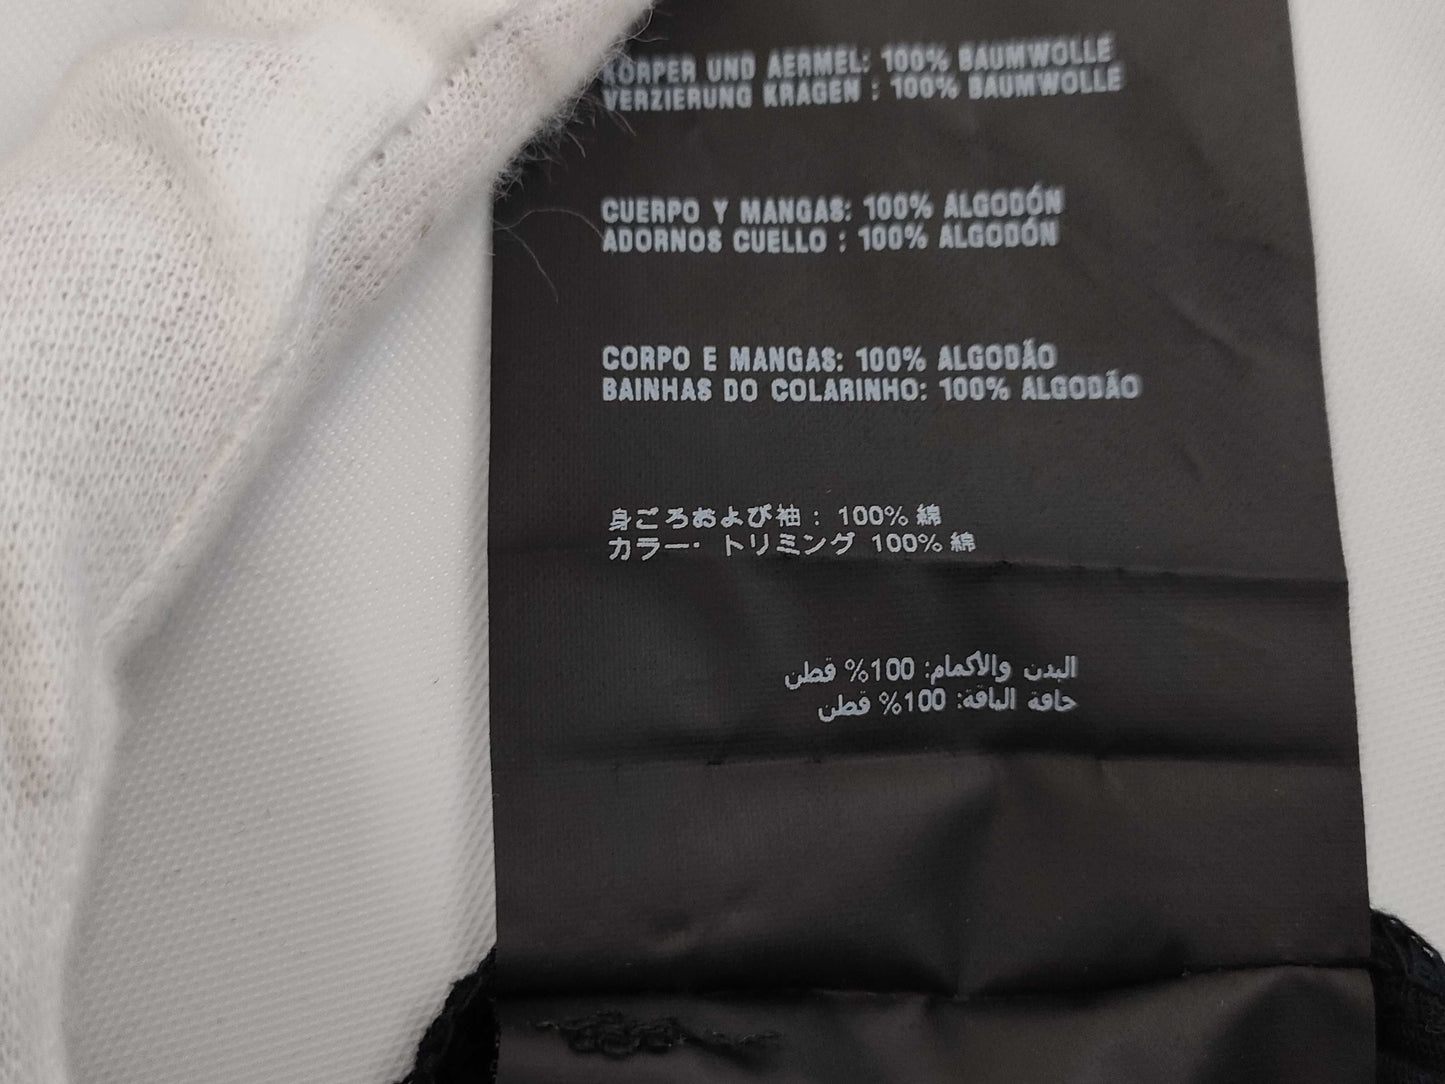 KÖRPER UND AERMEL: 100% BAUMWOLLE
VERZIERUNG KRAGEN : 100% BAUMWOLLE
CUERPO Y MANGAS: 100% ALGODÓN
ADORNOS CUELLO : 100% ALGODÓN
CORPO E MANGAS: 100% ALGODÃO
BAINHAS DO COLARINHO: 100% ALGODÃO
身ごろおよび袖： 100% 綿
カラー・トリミング 100% 綿
البدن والأكمام: 100% قطن
حافة الياقة: 100% قطن